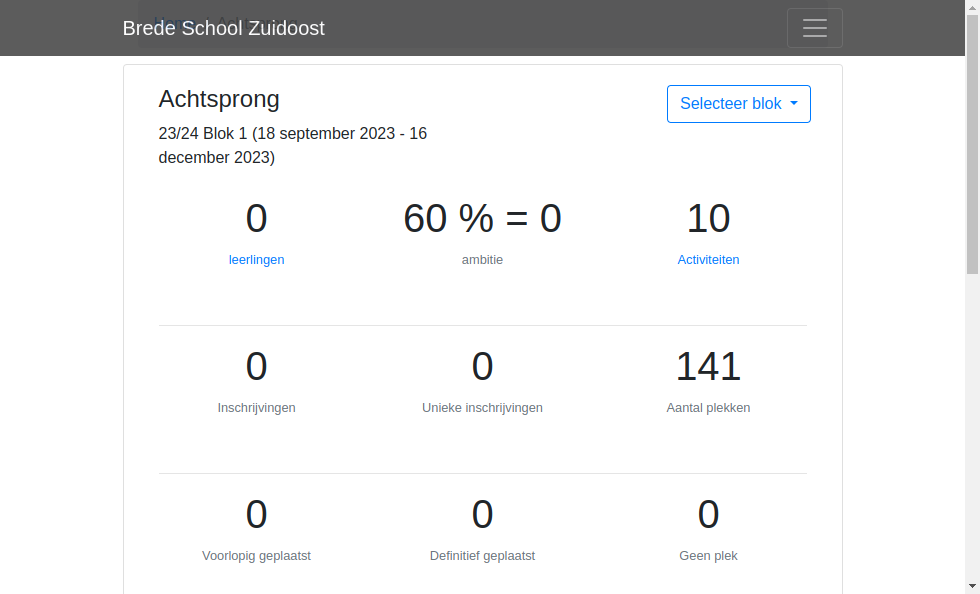 Brede School Zuidoost
Achtsprong
Selecteer blok
23/24 Blok 1 (18 september 2023 - 16
december 2023)
0
60 % = 0
10
leerlingen
ambitie
Activiteiten
0
0
141
Inschrijvingen
Unieke inschrijvingen
Aantal plekken
0
0
0
Voorlopig geplaatst
Definitief geplaatst
Geen plek